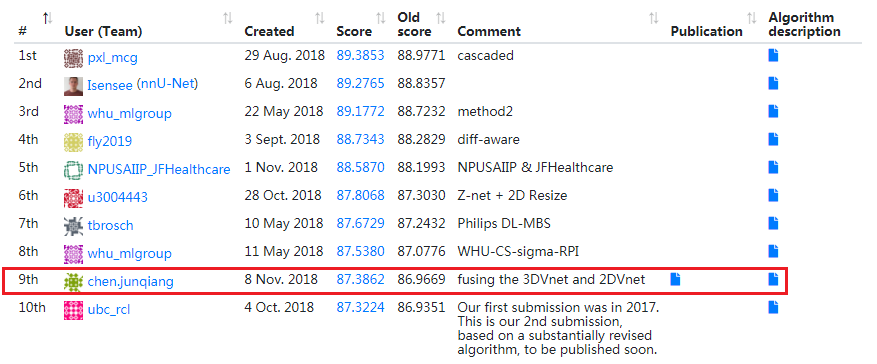 # User (Team) Created Score Old score Comment Publication Algorithm description
1st pxl_mcg 29 Aug. 2018 89.3853 88.9771 cascaded
2nd Isensee (nnU-Net) 6 Aug. 2018 89.2765 88.8357
3rd whu_mlgroup 22 May 2018 89.1772 88.7232 method2
4th fly2019 3 Sept. 2018 88.7343 88.2829 diff-aware
5th NPUSAIIP_JFHealthcare 1 Nov. 2018 88.5870 88.1993 NPUSAIIP & JFHealthcare
6th u3004443 28 Oct. 2018 87.8068 87.3030 Z-net + 2D Resize
7th tbrosch 10 May 2018 87.6729 87.2432 Philips DL-MBS
8th whu_mlgroup 11 May 2018 87.5380 87.0776 WHU-CS-sigma-RPI
9th chen.junqiang 8 Nov. 2018 87.3862 86.9669 fusing the 3DVnet and 2DVnet
10th ubc_rcl 4 Oct. 2018 87.3224 86.9351 Our first submission was in 2017.
This is our 2nd submission,
based on a substantially revised
algorithm, to be published soon.